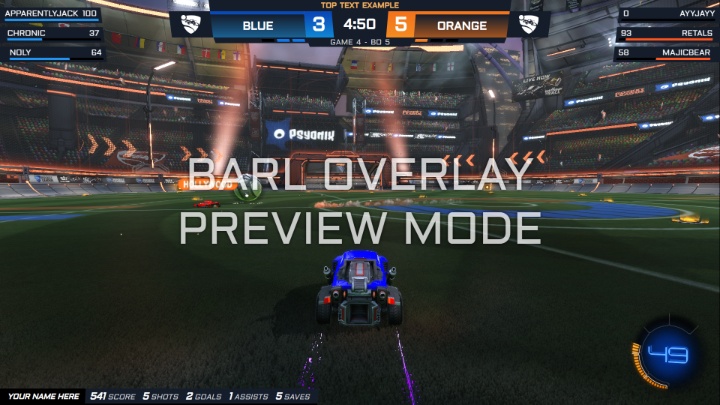 TOP TEXT EXAMPLE
APPARENTLYJACK 100
CHRONIC 37
NOLY 64
BLUE 3 4:50 5 ORANGE
GAME 4 - BO 5
0 AYYJAYY
93 RETALS
58 MAJICBEAR
PSYONIX
BARL OVERLAY
PREVIEW MODE
49
YOUR NAME HERE 541 SCORE 5 SHOTS 2 GOALS 1 ASSISTS 5 SAVES